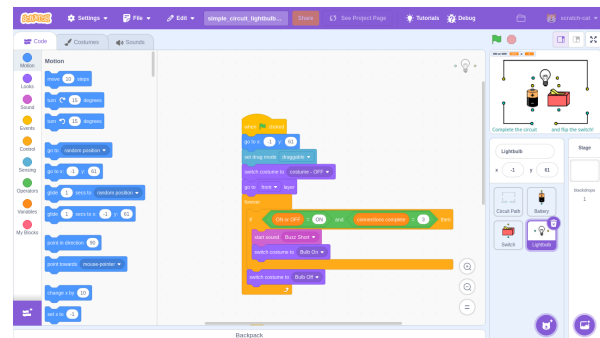 SCRATCH Settings File Edit simple_circuit_lightbulb... Share See Project Page Tutorials Debug scratch-cat
Code Costumes Sounds
Motion
Looks
Sound
Events
Control
Sensing
Operators
Variables
My Blocks
Motion
move 10 steps
turn 15 degrees
turn 15 degrees
go to random position
go to x: -1 y: 61
glide 1 secs to random position
glide 1 secs to x: -1 y: 61
point in direction 90
point towards mouse-pointer
change x by 10
set x to -1
when clicked
go to x: -1 y: 61
set drag mode draggable
switch costume to costume - OFF
go to front layer
forever
if ON or OFF = ON and connections complete = 3 then
start sound Buzz Short
switch costume to Bulb On
switch costume to Bulb Off
Backpack
Complete the circuit and flip the switch!
Lightbulb
x -1 y 61
Circuit Path
Battery
Switch
Lightbulb
Stage
Backdrops
1